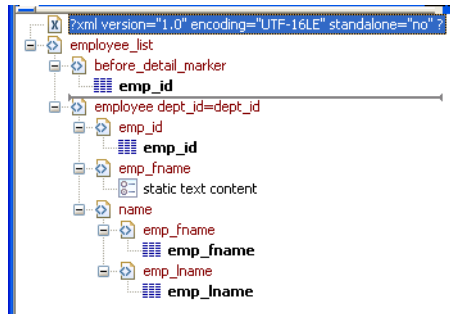 ?xml version="1.0" encoding="UTF-16LE" standalone="no" ?
employee_list
before_detail_marker
emp_id
employee dept_id=dept_id
emp_id
emp_id
emp_fname
static text content
name
emp_fname
emp_fname
emp_lname
emp_lname